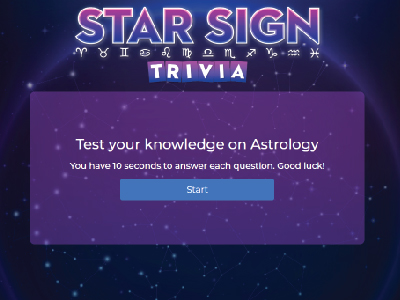 STAR SIGN
♈ ♉ ♊ ♋ ♌ ♍ ♎ ♏ ♐ ♑ ♒ ♓
TRIVIA
Test your knowledge on Astrology
You have 10 seconds to answer each question. Good luck!
Start